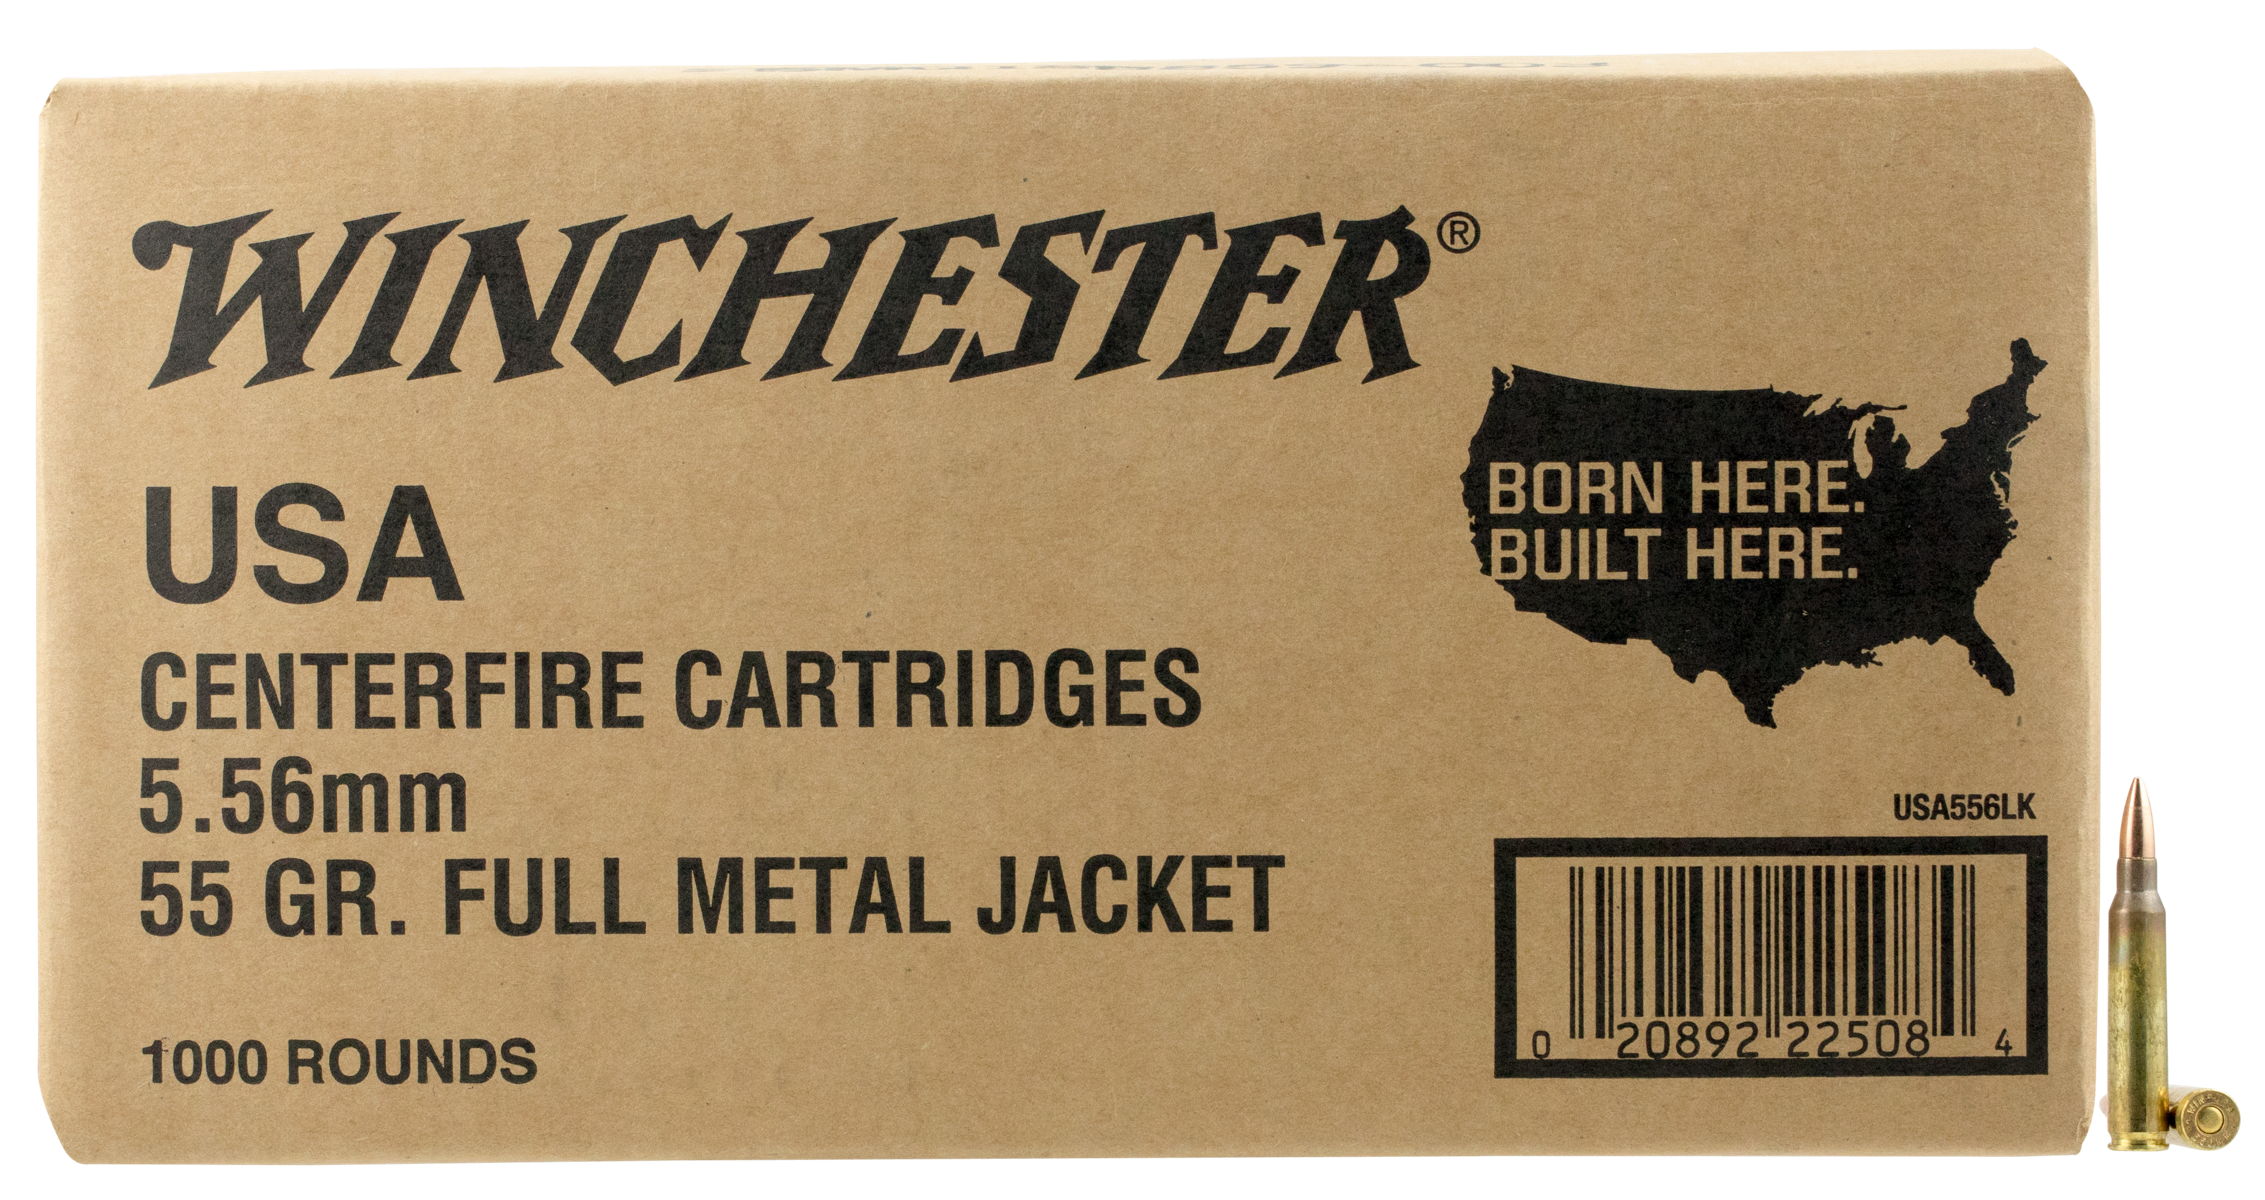 WINCHESTER®
USA
CENTERFIRE CARTRIDGES
5.56mm
55 GR. FULL METAL JACKET
1000 ROUNDS
BORN HERE.
BUILT HERE.
USA556LK
0 20892 22508 4